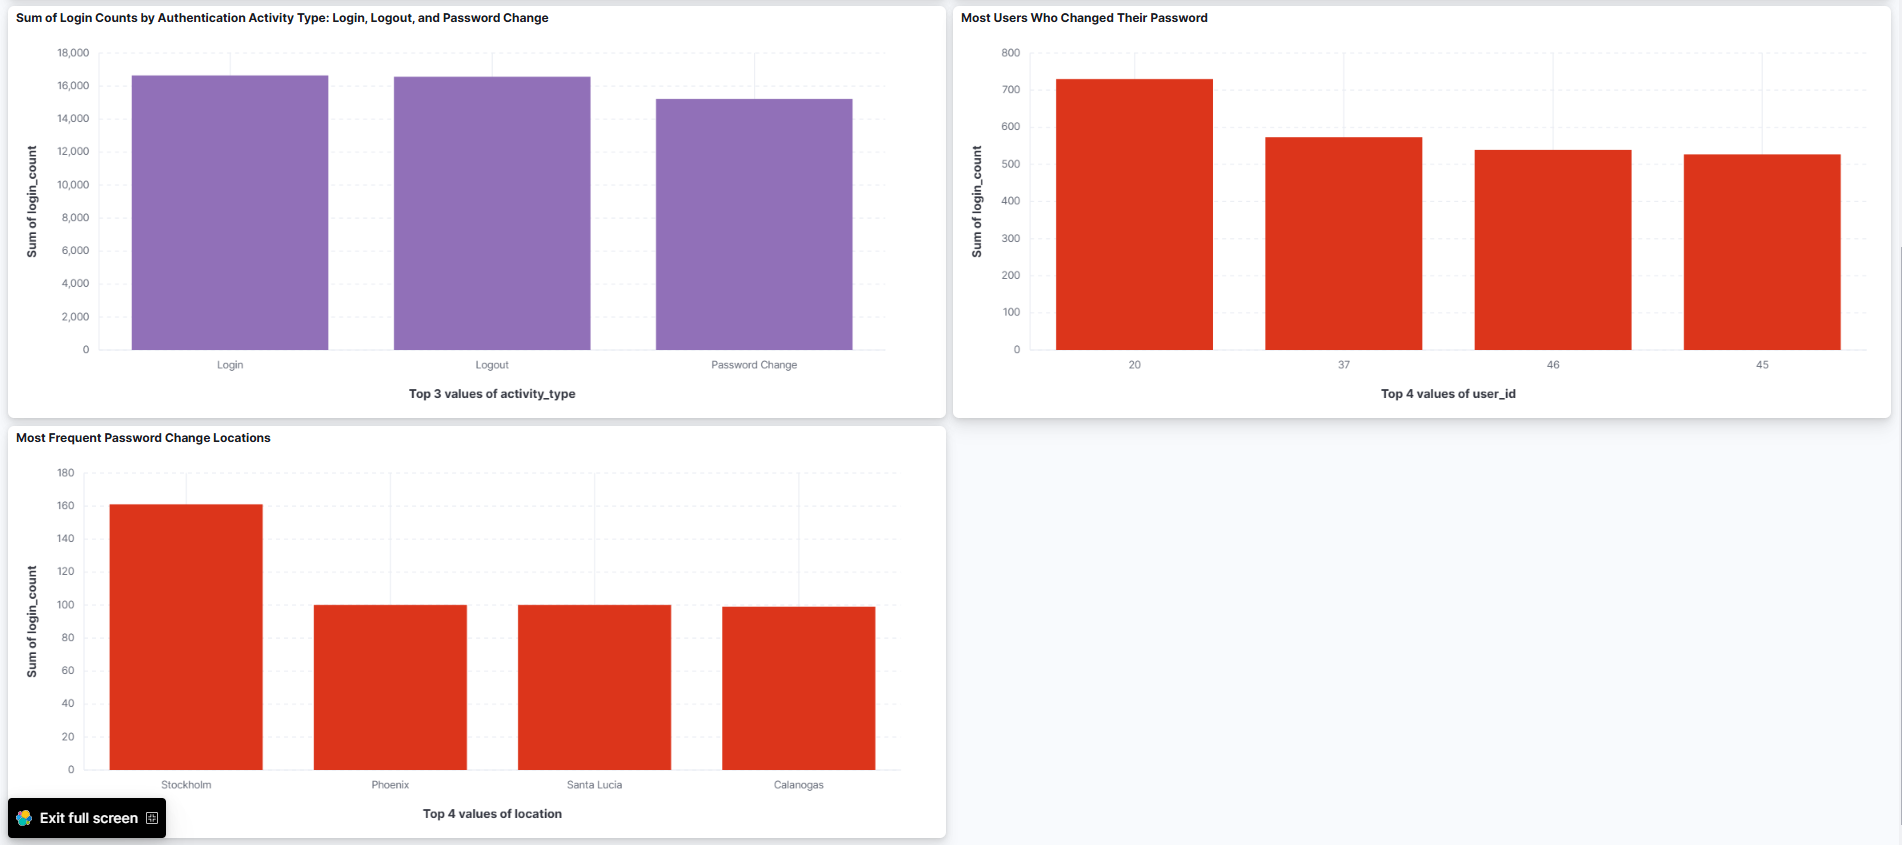 Sum of Login Counts by Authentication Activity Type: Login, Logout, and Password Change
18,000
16,000
14,000
12,000
10,000
8,000
6,000
4,000
2,000
0
Sum of login_count
Login Logout Password Change
Top 3 values of activity_type
Most Users Who Changed Their Password
800
700
600
500
400
300
200
100
0
Sum of login_count
20 37 46 45
Top 4 values of user_id
Most Frequent Password Change Locations
180
160
140
120
100
80
60
40
20
0
Sum of login_count
Stockholm Phoenix Santa Lucia Calanogas
Top 4 values of location
Exit full screen